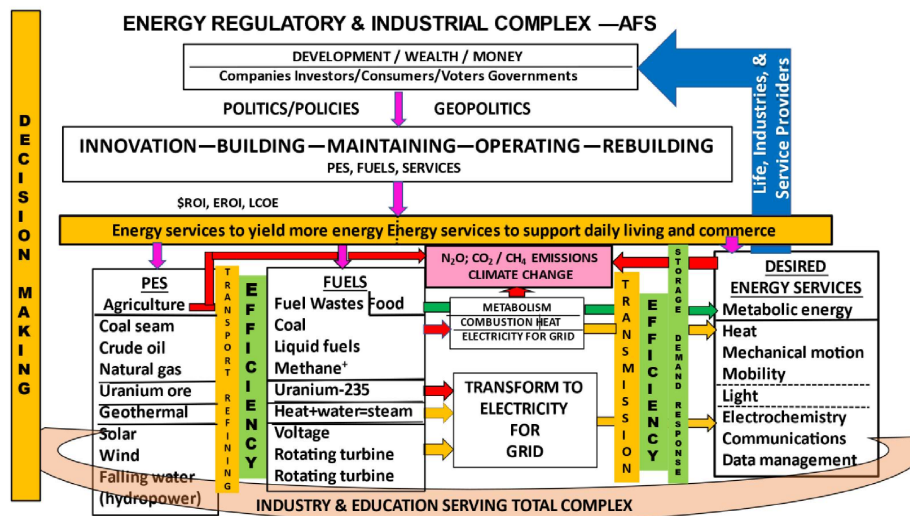 ENERGY REGULATORY & INDUSTRIAL COMPLEX —AFS
DEVELOPMENT / WEALTH / MONEY
Companies Investors/Consumers/Voters Governments
POLITICS/POLICIES GEOPOLITICS
INNOVATION—BUILDING—MAINTAINING—OPERATING—REBUILDING
PES, FUELS, SERVICES
$ROI, EROI, LCOE
Energy services to yield more energy Energy services to support daily living and commerce
DECISION MAKING
Life, Industries, &
Service Providers
PES
Agriculture
Coal seam
Crude oil
Natural gas
Uranium ore
Geothermal
Solar
Wind
Falling water
(hydropower)
TRANSPORT REFINING
EFFICIENCY
FUELS
Fuel Wastes Food
Coal
Liquid fuels
Methane⁺
Uranium-235
Heat+water=steam
Voltage
Rotating turbine
Rotating turbine
N₂O; CO₂ / CH₄ EMISSIONS
CLIMATE CHANGE
METABOLISM
COMBUSTION HEAT
ELECTRICITY FOR GRID
TRANSFORM TO
ELECTRICITY
FOR
GRID
TRANSMISSION
EFFICIENCY
STORAGE DEMAND RESPONSE
DESIRED
ENERGY SERVICES
Metabolic energy
Heat
Mechanical motion
Mobility
Light
Electrochemistry
Communications
Data management
INDUSTRY & EDUCATION SERVING TOTAL COMPLEX